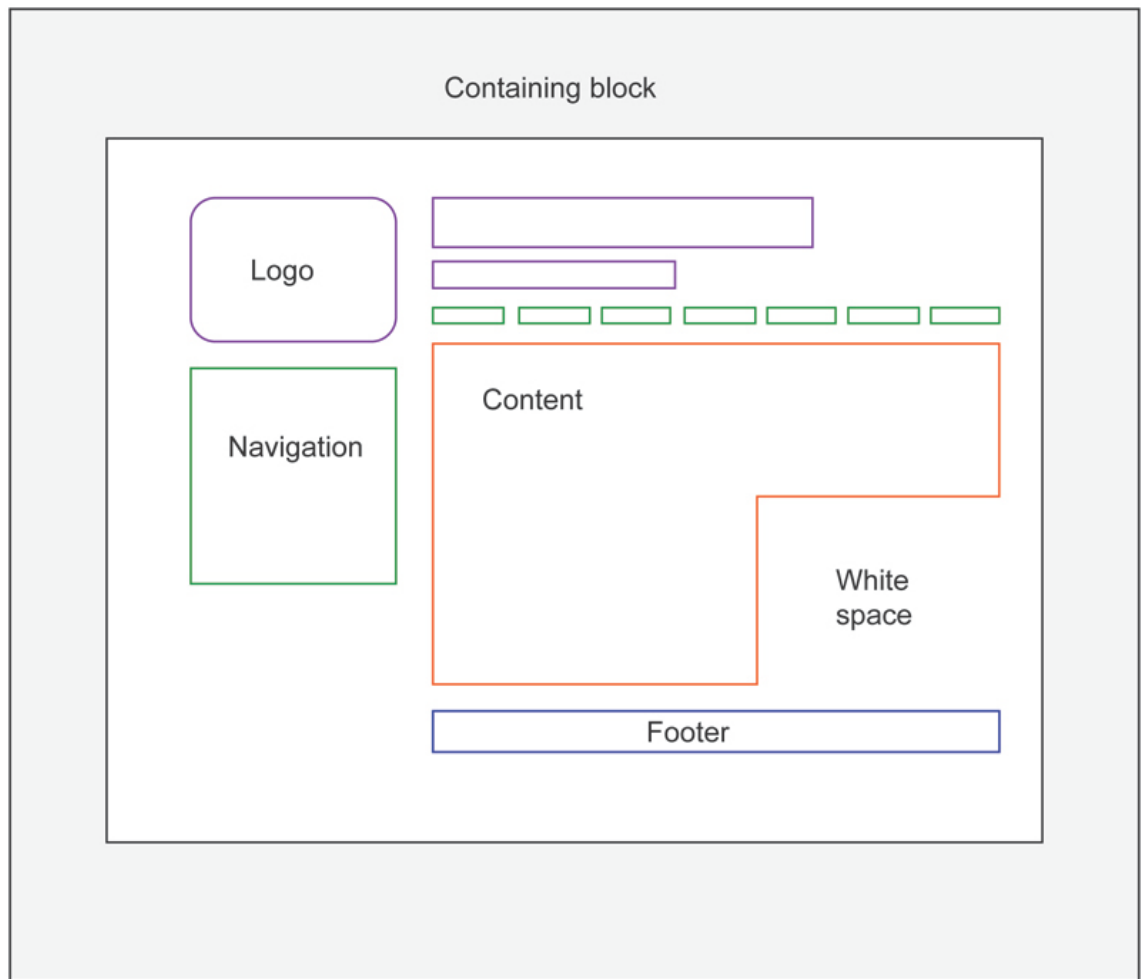 Containing block
Logo
Content
Navigation
White
space
Footer